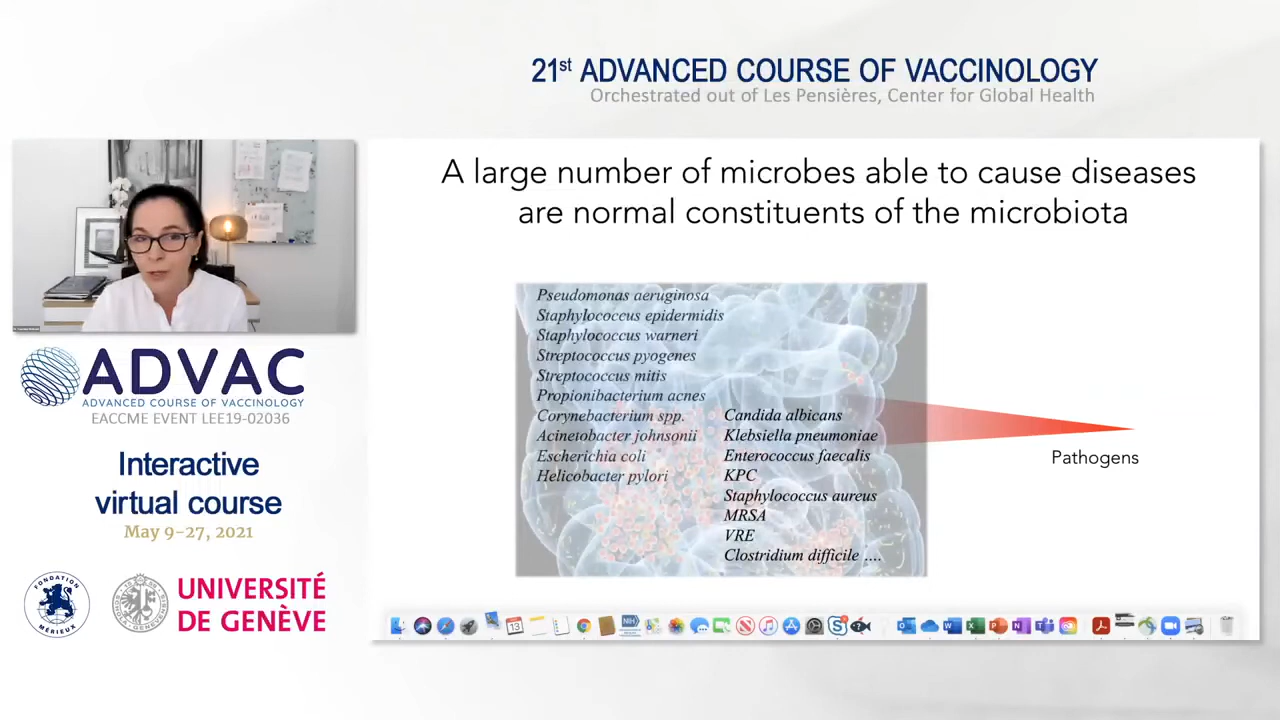 21st ADVANCED COURSE OF VACCINOLOGY
Orchestrated out of Les Pensières, Center for Global Health
A large number of microbes able to cause diseases
are normal constituents of the microbiota
Pseudomonas aeruginosa
Staphylococcus epidermidis
Staphylococcus warneri
Streptococcus pyogenes
Streptococcus mitis
Propionibacterium acnes
Corynebacterium spp.
Acinetobacter johnsonii
Escherichia coli
Helicobacter pylori
Candida albicans
Klebsiella pneumoniae
Enterococcus faecalis
KPC
Staphylococcus aureus
MRSA
VRE
Clostridium difficile ....
Pathogens
ADVAC
ADVANCED COURSE OF VACCINOLOGY
EACCME EVENT LEE19-02036
Interactive
virtual course
May 9-27, 2021
FONDATION
MÉRIEUX
UNIVERSITÉ
DE GENÈVE
13
NIH